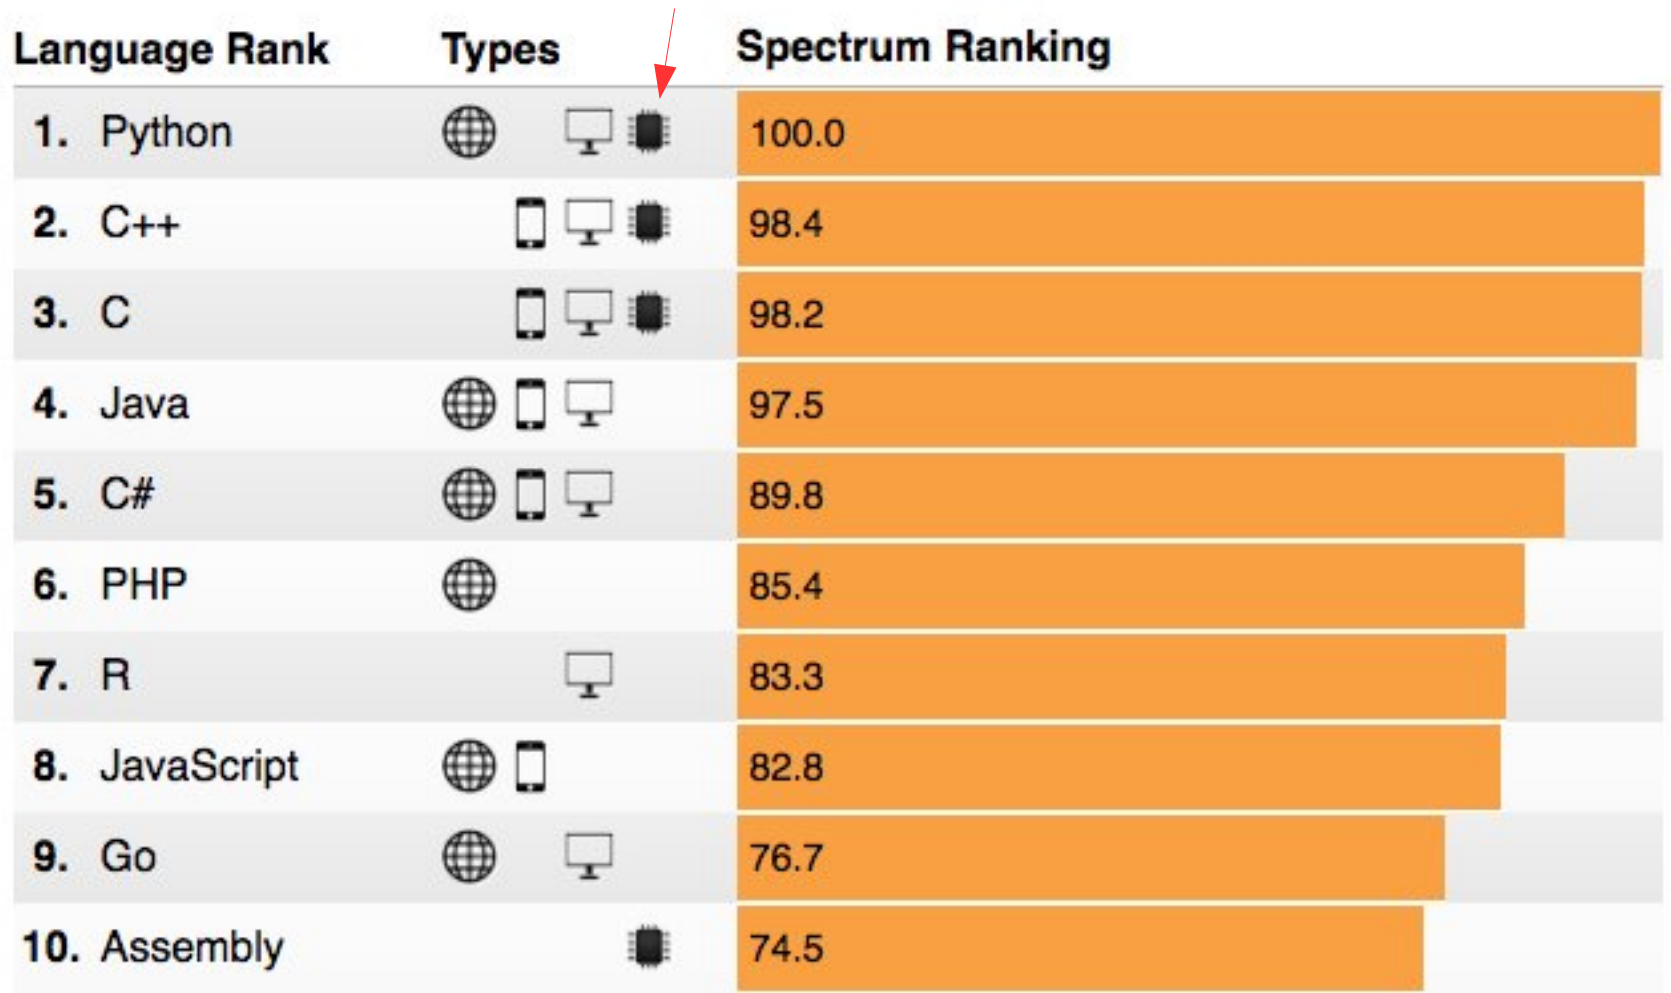 Language Rank Types Spectrum Ranking
1. Python 100.0
2. C++ 98.4
3. C 98.2
4. Java 97.5
5. C# 89.8
6. PHP 85.4
7. R 83.3
8. JavaScript 82.8
9. Go 76.7
10. Assembly 74.5